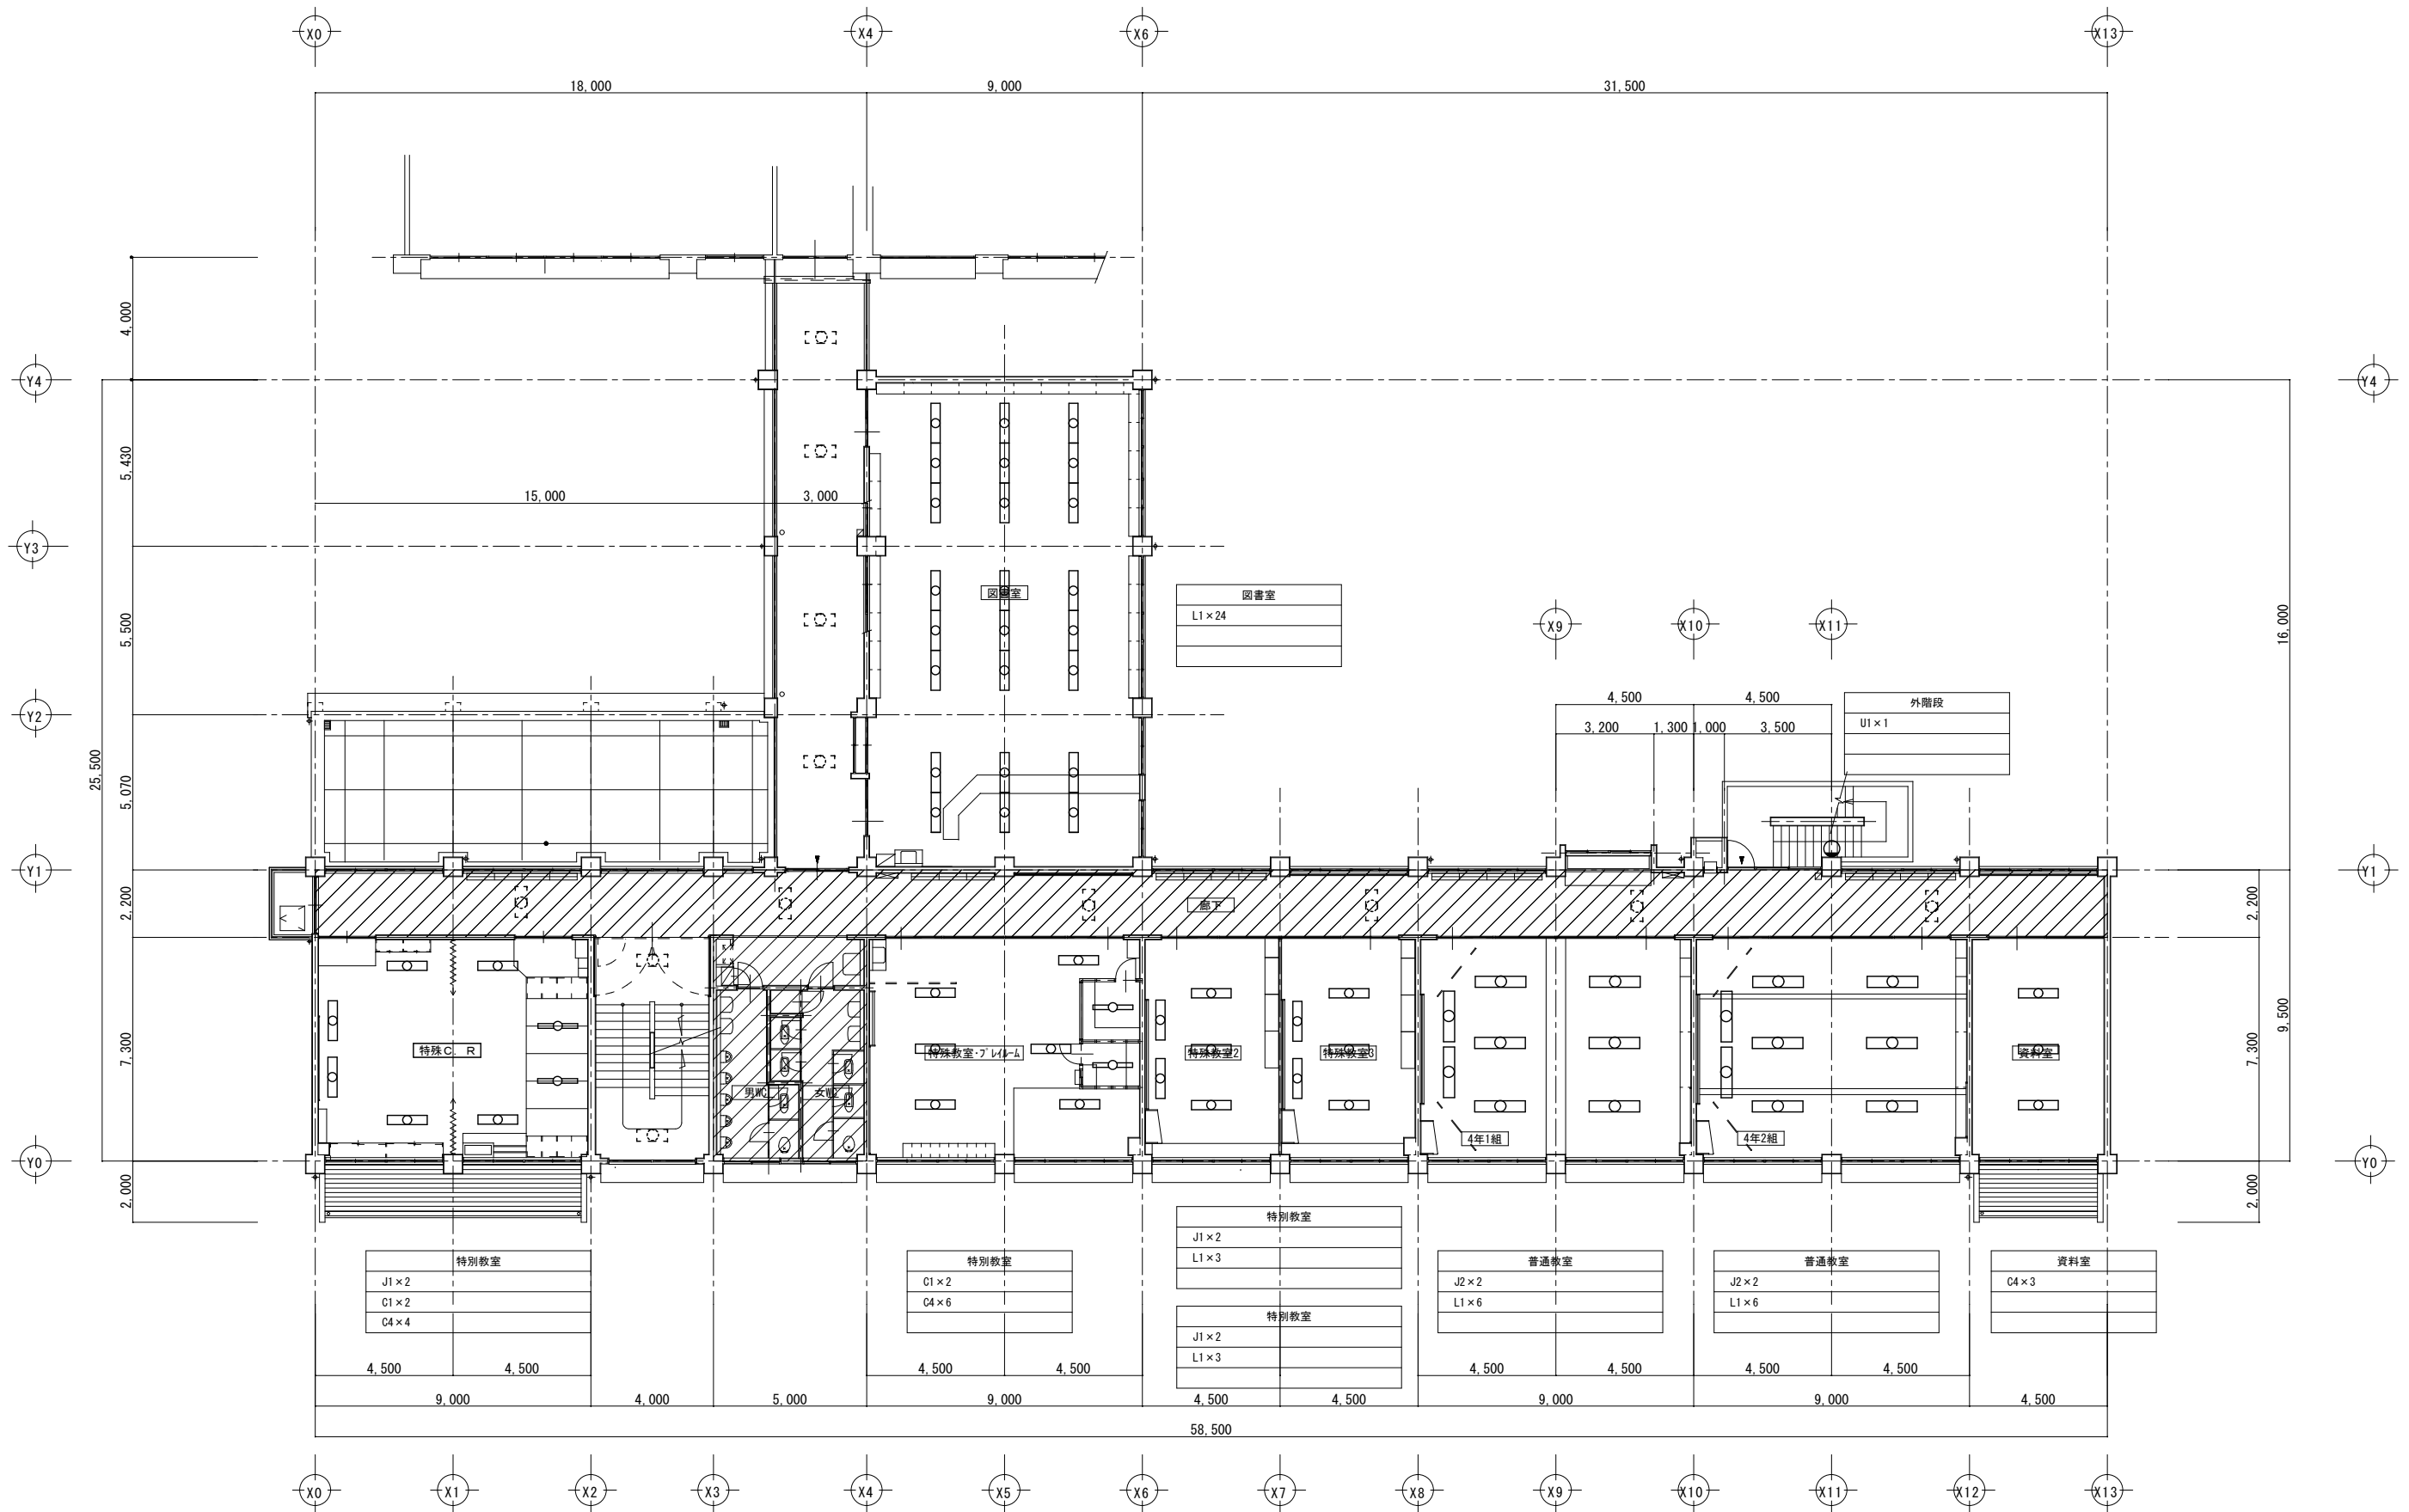 X0
X4
X6
X13
18,000
9,000
31,500
4,000
Y4
Y4
5,430
15,000
3,000
Y3
図書室
図書室
L1×24
5,500
16,000
X9
X10
X11
4,500
4,500
外階段
U1×1
Y2
3,200
1,300
1,000
3,500
25,500
5,070
Y1
Y1
2,200
廊下
2,200
特殊C.R
特殊教室・プレイルーム
特殊教室2
特殊教室3
資料室
7,300
9,500
7,300
男WC
女WC
4年1組
4年2組
Y0
Y0
2,000
2,000
特別教室
J1×2
C1×2
C4×4
特別教室
C1×2
C4×6
特別教室
J1×2
L1×3
特別教室
J1×2
L1×3
普通教室
J2×2
L1×6
普通教室
J2×2
L1×6
資料室
C4×3
4,500
4,500
4,500
4,500
4,500
4,500
4,500
4,500
9,000
4,000
5,000
9,000
4,500
4,500
9,000
9,000
4,500
58,500
X0
X1
X2
X3
X4
X5
X6
X7
X8
X9
X10
X11
X12
X13